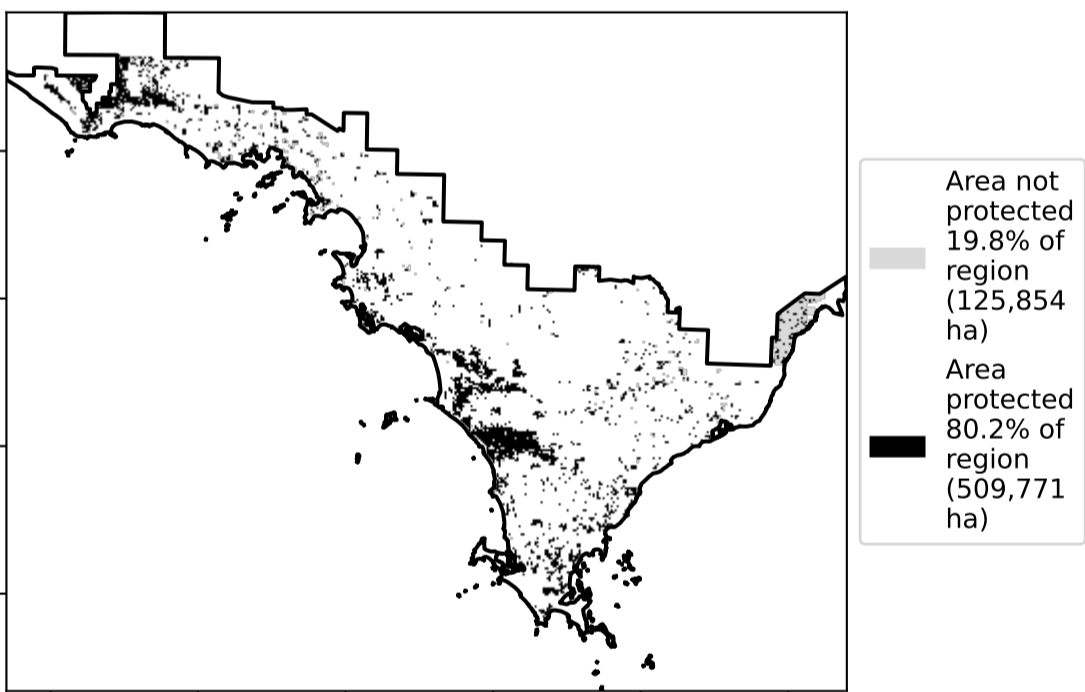 Area not
protected
19.8% of
region
(125,854
ha)
Area
protected
80.2% of
region
(509,771
ha)